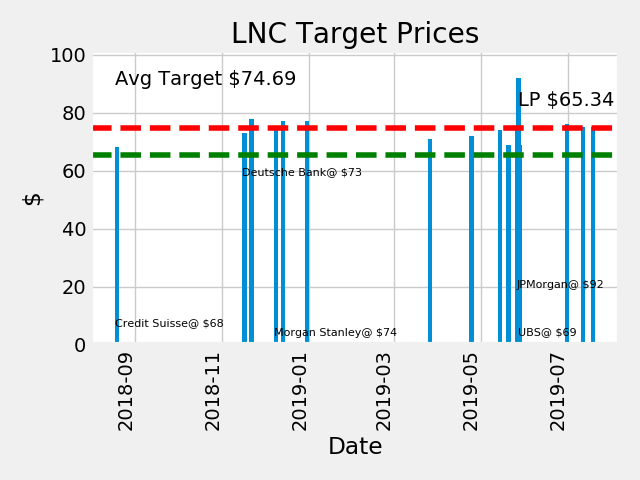 LNC Target Prices
100
Avg Target $74.69
LP $65.34
80
Deutsche Bank@ $73
60
$
40
JPMorgan@ $92
20
Credit Suisse@ $68
Morgan Stanley@ $74
UBS@ $69
0
2018-09
2018-11
2019-01
2019-03
2019-05
2019-07
Date